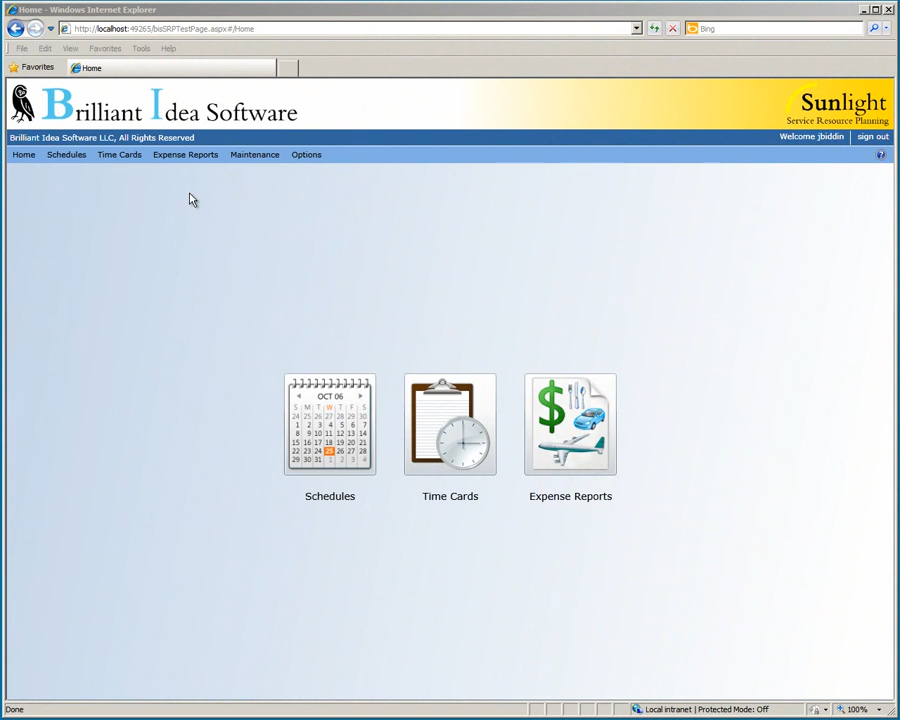 Home - Windows Internet Explorer
http://localhost:49265/bisSRPTestPage.aspx#/Home
Bing
File Edit View Favorites Tools Help
Favorites
Home
Brilliant Idea Software
Sunlight
Service Resource Planning
Brilliant Idea Software LLC, All Rights Reserved
Welcome jbiddin
sign out
Home Schedules Time Cards Expense Reports Maintenance Options
?
OCT 06
S M T W T F S
24 25 26 27 28 29 30
1 2 3 4 5 6 7
8 9 10 11 12 13 14
15 16 17 18 19 20 21
22 23 24 25 26 27 28
29 30 31 1 2 3 4
$
Schedules
Time Cards
Expense Reports
Done
Local intranet | Protected Mode: Off
100%